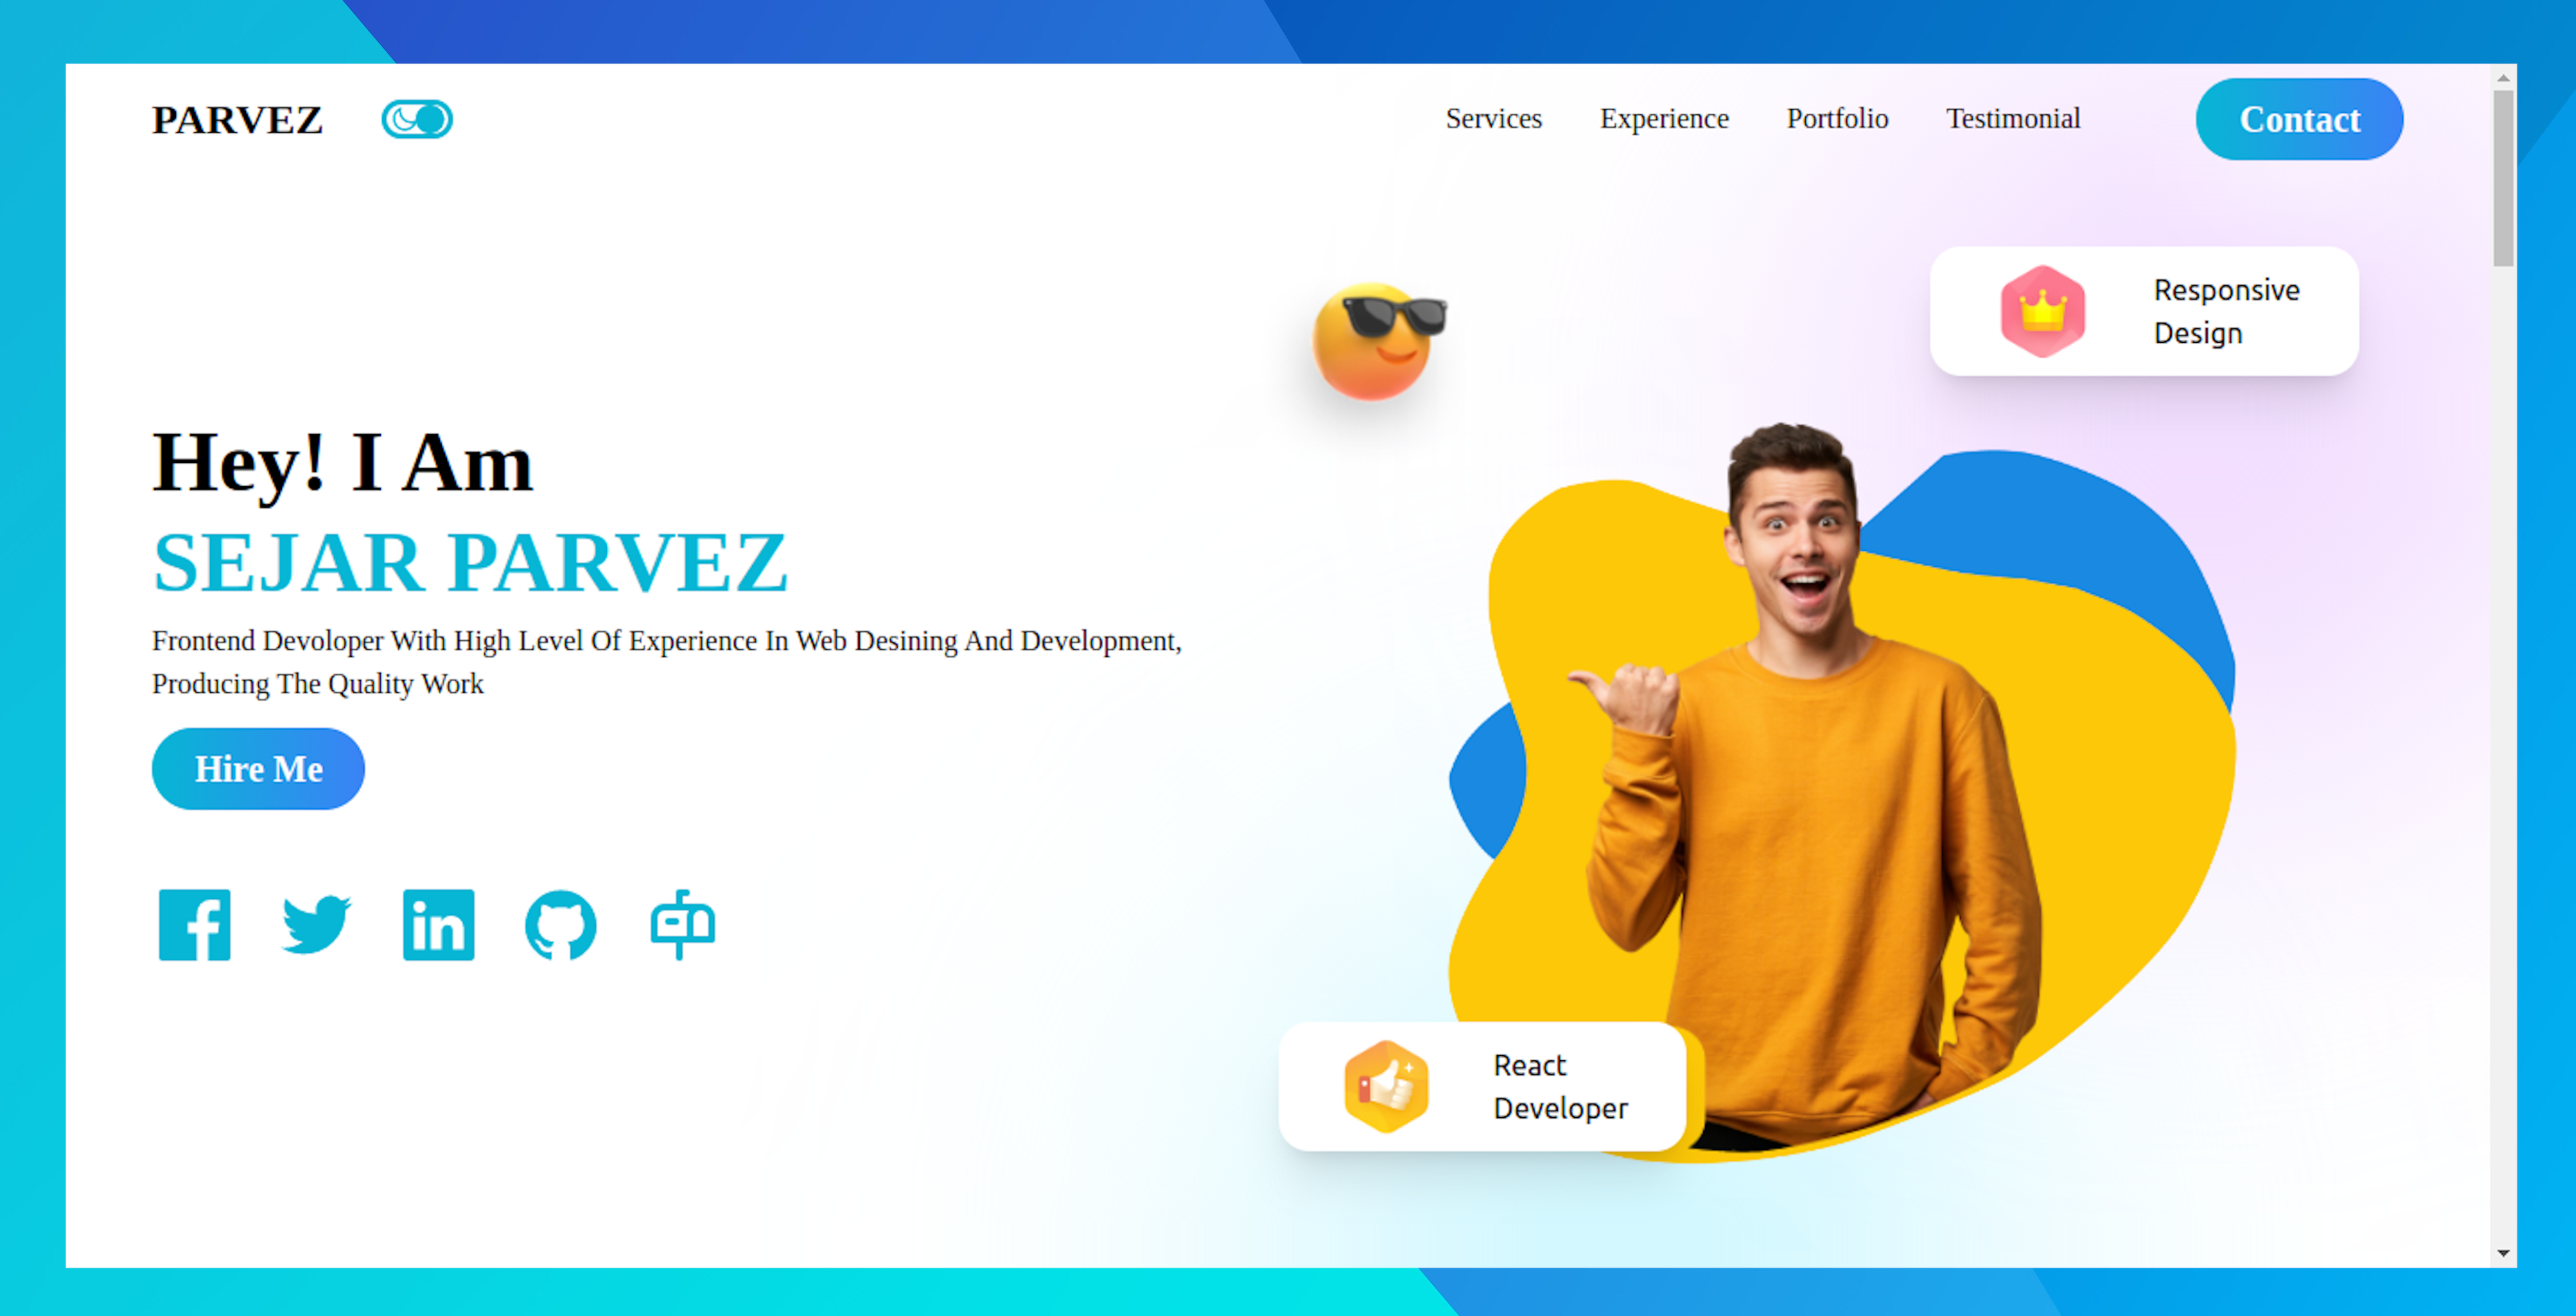 PARVEZ
Services
Experience
Portfolio
Testimonial
Contact
Responsive
Design
Hey! I Am
SEJAR PARVEZ
Frontend Devoloper With High Level Of Experience In Web Desining And Development,
Producing The Quality Work
Hire Me
React
Developer